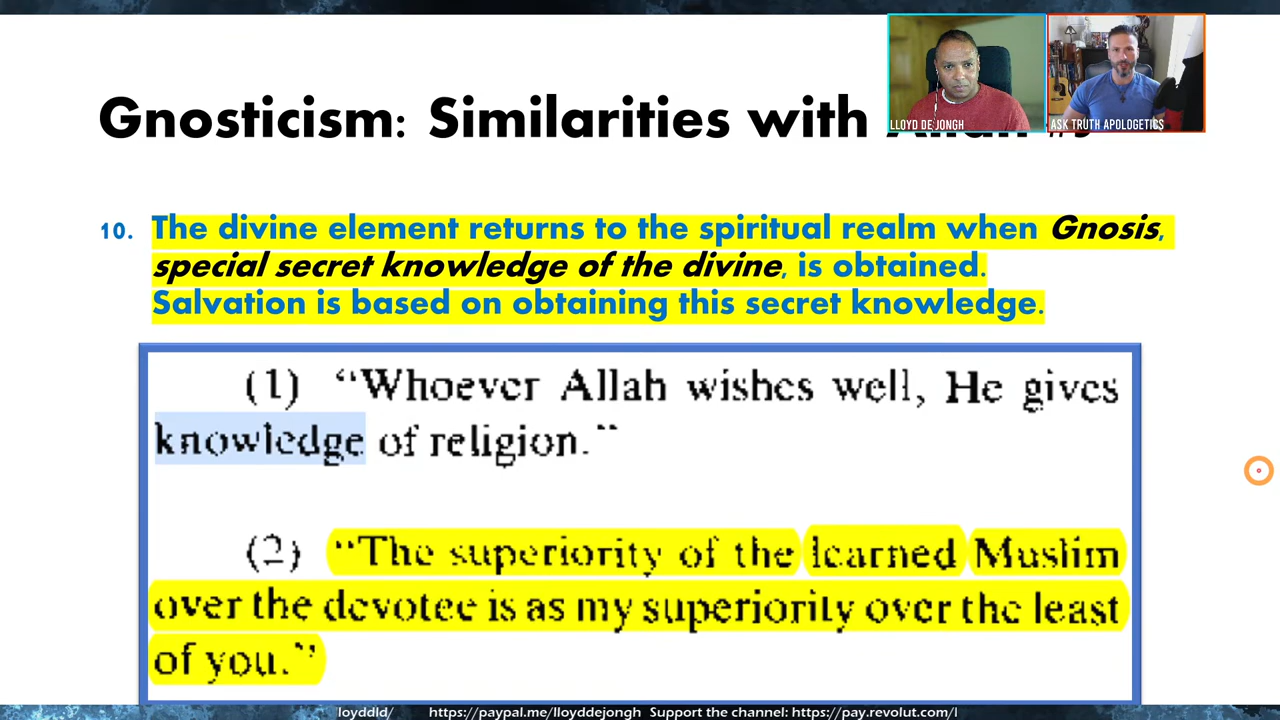 Gnosticism: Similarities with
LLOYD DE JONGH
ASK TRUTH APOLOGETICS
10. The divine element returns to the spiritual realm when Gnosis,
special secret knowledge of the divine, is obtained.
Salvation is based on obtaining this secret knowledge.
(1) “Whoever Allah wishes well, He gives
knowledge of religion.”
(2) “The superiority of the learned Muslim
over the devotee is as my superiority over the least
of you.”
loyddld/ https://paypal.me/lloyddejongh Support the channel: https://pay.revolut.com/l